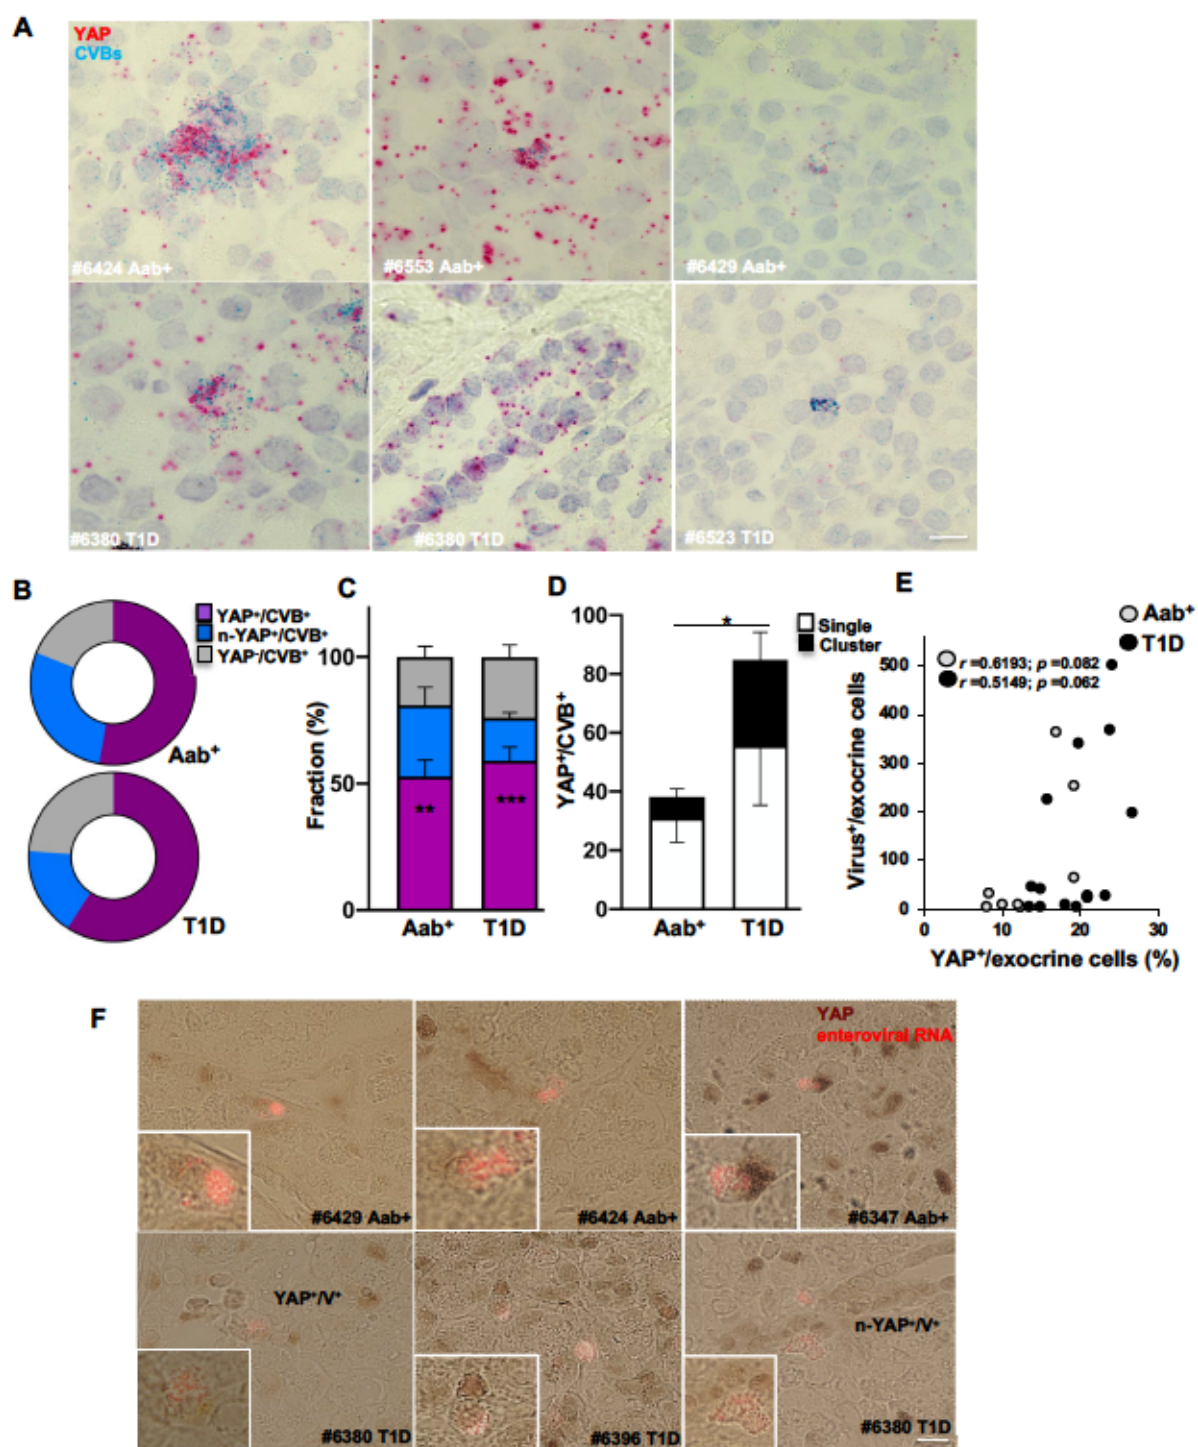 A
YAP
CVBs
#6424 Aab+
#6553 Aab+
#6429 Aab+
#6380 T1D
#6380 T1D
#6523 T1D
B
YAP⁺/CVB⁺
n-YAP⁺/CVB⁺
YAP⁻/CVB⁺
Aab⁺
T1D
C
Fraction (%)
100
50
0
**
***
Aab⁺
T1D
D
YAP⁺/CVB⁺
100
80
60
40
20
0
*
Single
Cluster
Aab⁺
T1D
E
Aab⁺
T1D
r=0.6193; p=0.082
r=0.5149; p=0.062
Virus⁺/exocrine cells
500
400
300
200
100
0
0
10
20
30
YAP⁺/exocrine cells (%)
F
YAP
enteroviral RNA
#6429 Aab+
#6424 Aab+
#6347 Aab+
YAP⁺/V⁺
n-YAP⁺/V⁺
#6380 T1D
#6396 T1D
#6380 T1D